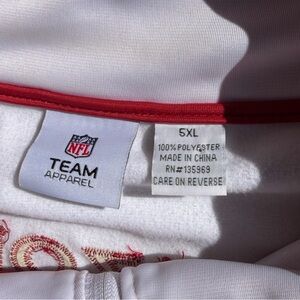 NFL
TEAM
APPAREL
5XL
100% POLYESTER
MADE IN CHINA
RN#135969
CARE ON REVERSE